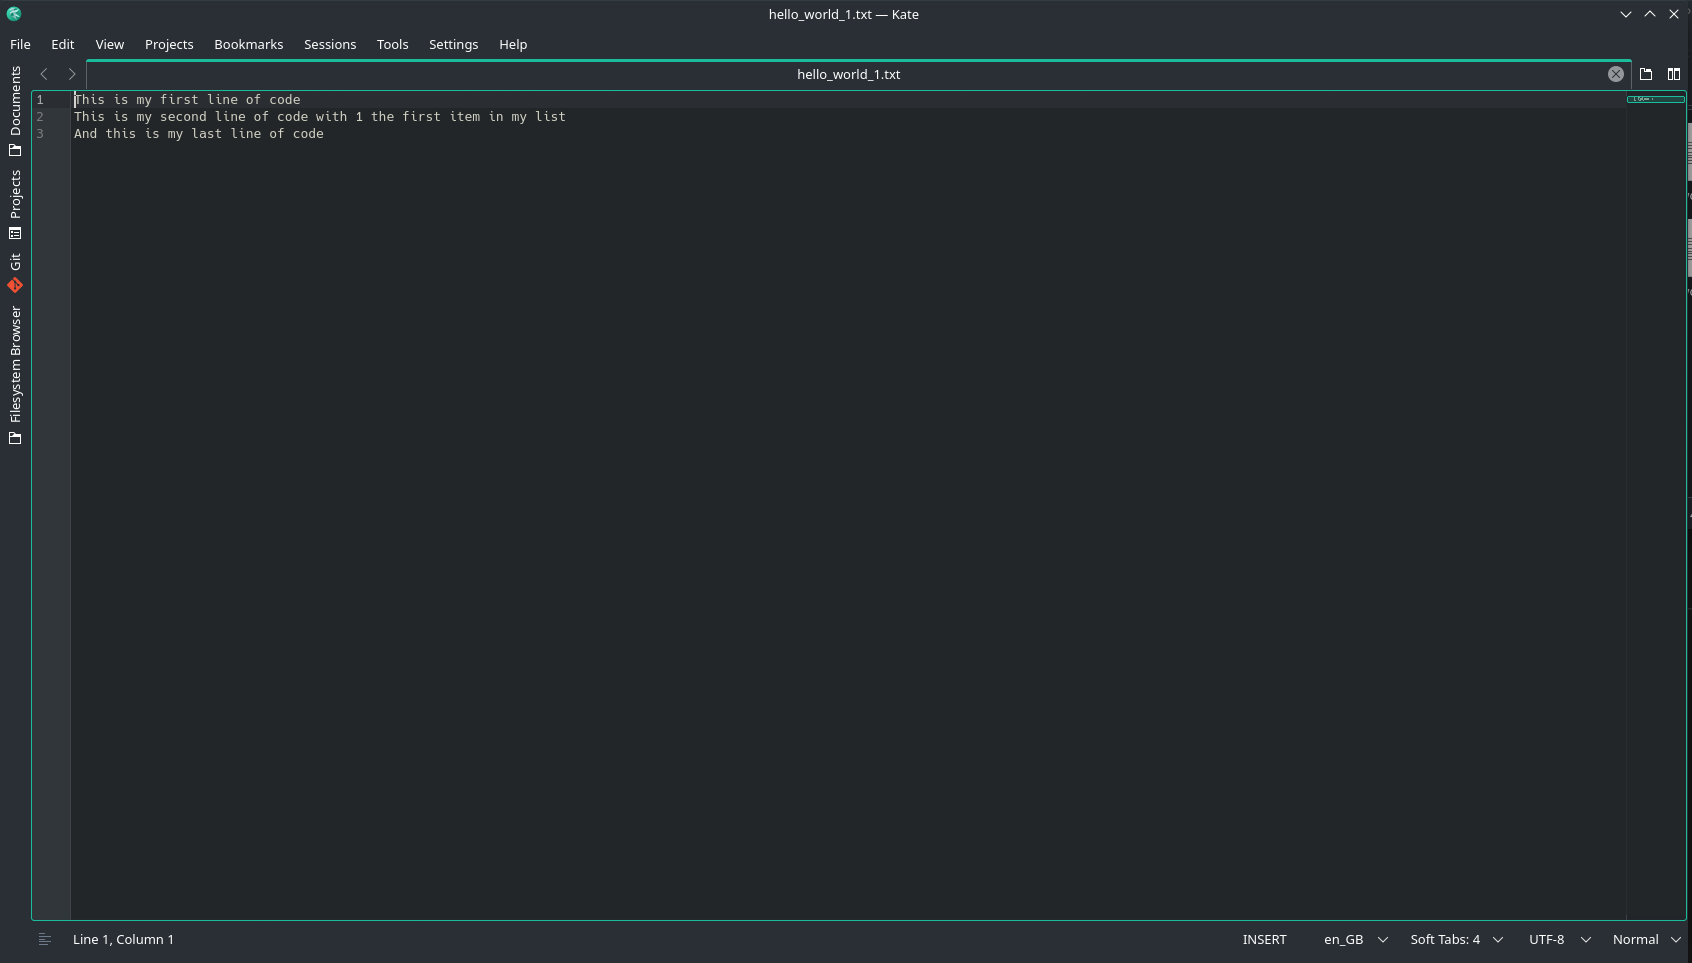 hello_world_1.txt — Kate
File Edit View Projects Bookmarks Sessions Tools Settings Help
hello_world_1.txt
Documents
Projects
Git
Filesystem Browser
1 This is my first line of code
2 This is my second line of code with 1 the first item in my list
3 And this is my last line of code
Line 1, Column 1 INSERT en_GB Soft Tabs: 4 UTF-8 Normal